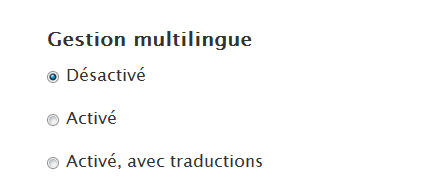 Gestion multilingue
Désactivé
Activé
Activé, avec traductions